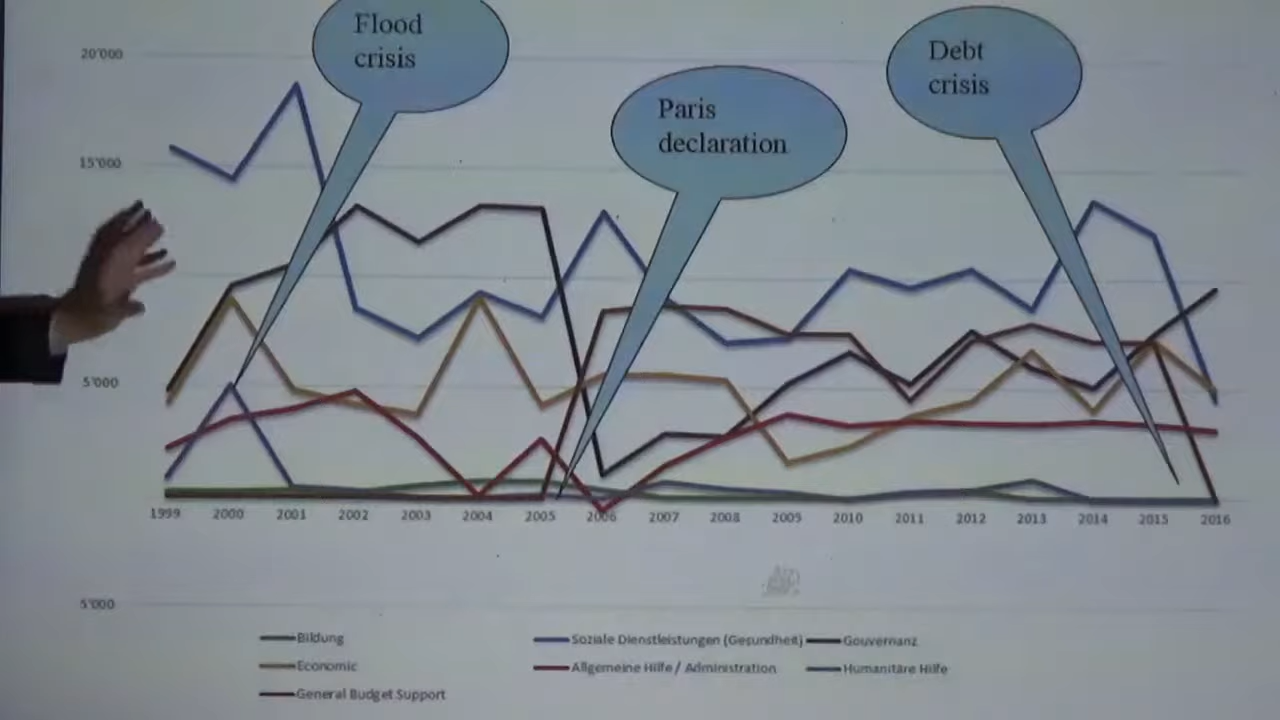 Flood
crisis
Debt
crisis
Paris
declaration
20'000
15'000
5'000
1999 2000 2001 2002 2003 2004 2005 2006 2007 2008 2009 2010 2011 2012 2013 2014 2015 2016
5'000
Bildung Soziale Dienstleistungen (Gesundheit) Gouvernanz
Economic Allgemeine Hilfe / Administration Humanitäre Hilfe
General Budget Support